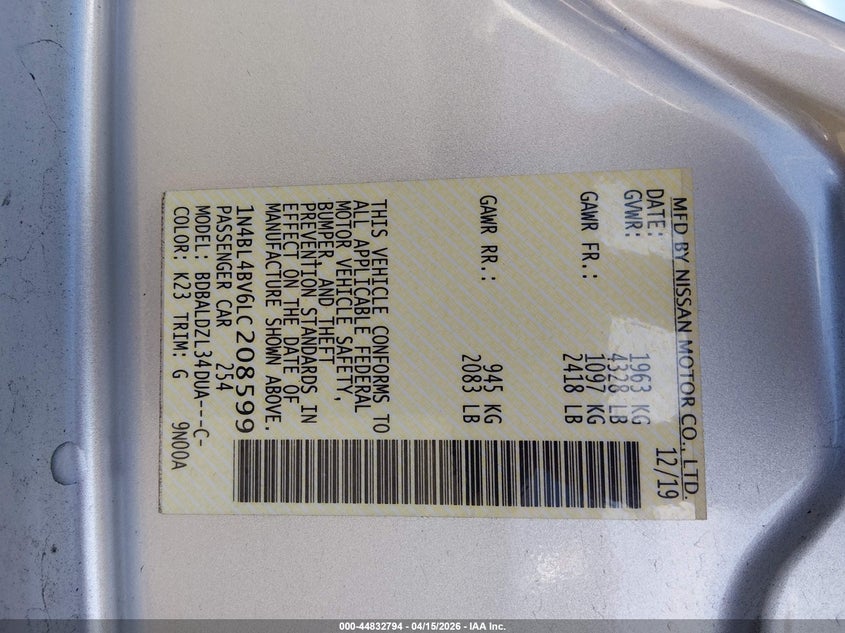 MFD BY NISSAN MOTOR CO., LTD.
DATE: 12/19
GVWR: 1963 KG
4328 LB
GAWR FR.: 1097 KG
2418 LB
GAWR RR.: 945 KG
2083 LB
THIS VEHICLE CONFORMS TO
ALL APPLICABLE FEDERAL
MOTOR VEHICLE SAFETY,
BUMPER, AND THEFT
PREVENTION STANDARDS IN
EFFECT ON THE DATE OF
MANUFACTURE SHOWN ABOVE.
1N4BL4BV6LC208599
PASSENGER CAR 254
MODEL: BDBALDZL34DUA---C-
COLOR: K23 TRIM: G 9N00A
000-44832794 - 04/15/2026 - IAA Inc.